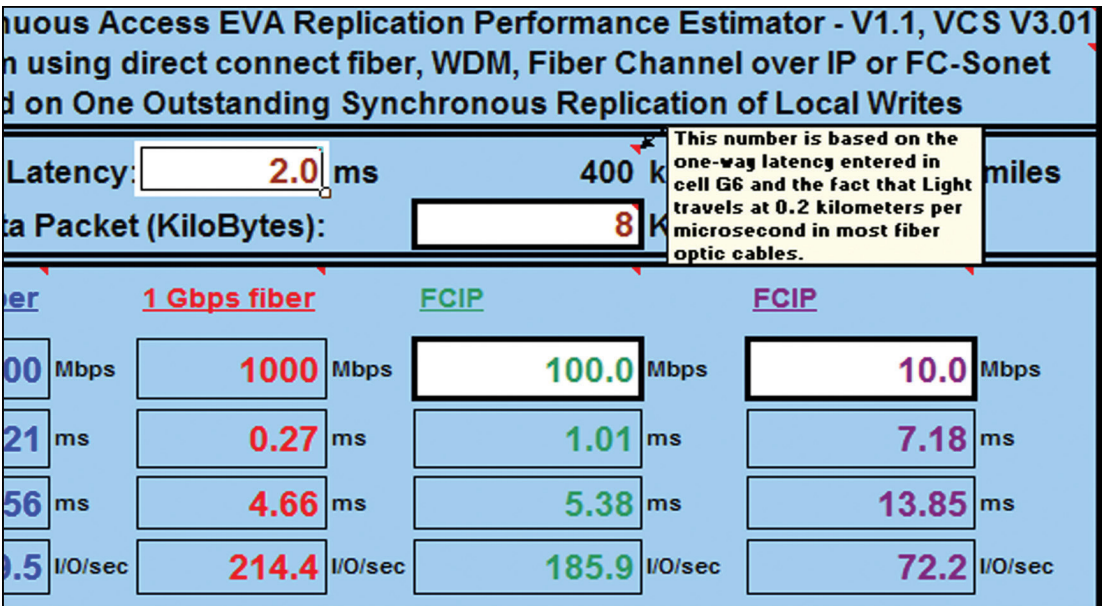 nuous Access EVA Replication Performance Estimator - V1.1, VCS V3.01
n using direct connect fiber, WDM, Fiber Channel over IP or FC-Sonet
d on One Outstanding Synchronous Replication of Local Writes
Latency: 2.0 ms 400 k miles
This number is based on the
one-way latency entered in
cell G6 and the fact that Light
travels at 0.2 kilometers per
microsecond in most fiber
optic cables.
ta Packet (KiloBytes): 8 K
ber 1 Gbps fiber FCIP FCIP
00 Mbps 1000 Mbps 100.0 Mbps 10.0 Mbps
21 ms 0.27 ms 1.01 ms 7.18 ms
56 ms 4.66 ms 5.38 ms 13.85 ms
9.5 I/O/sec 214.4 I/O/sec 185.9 I/O/sec 72.2 I/O/sec